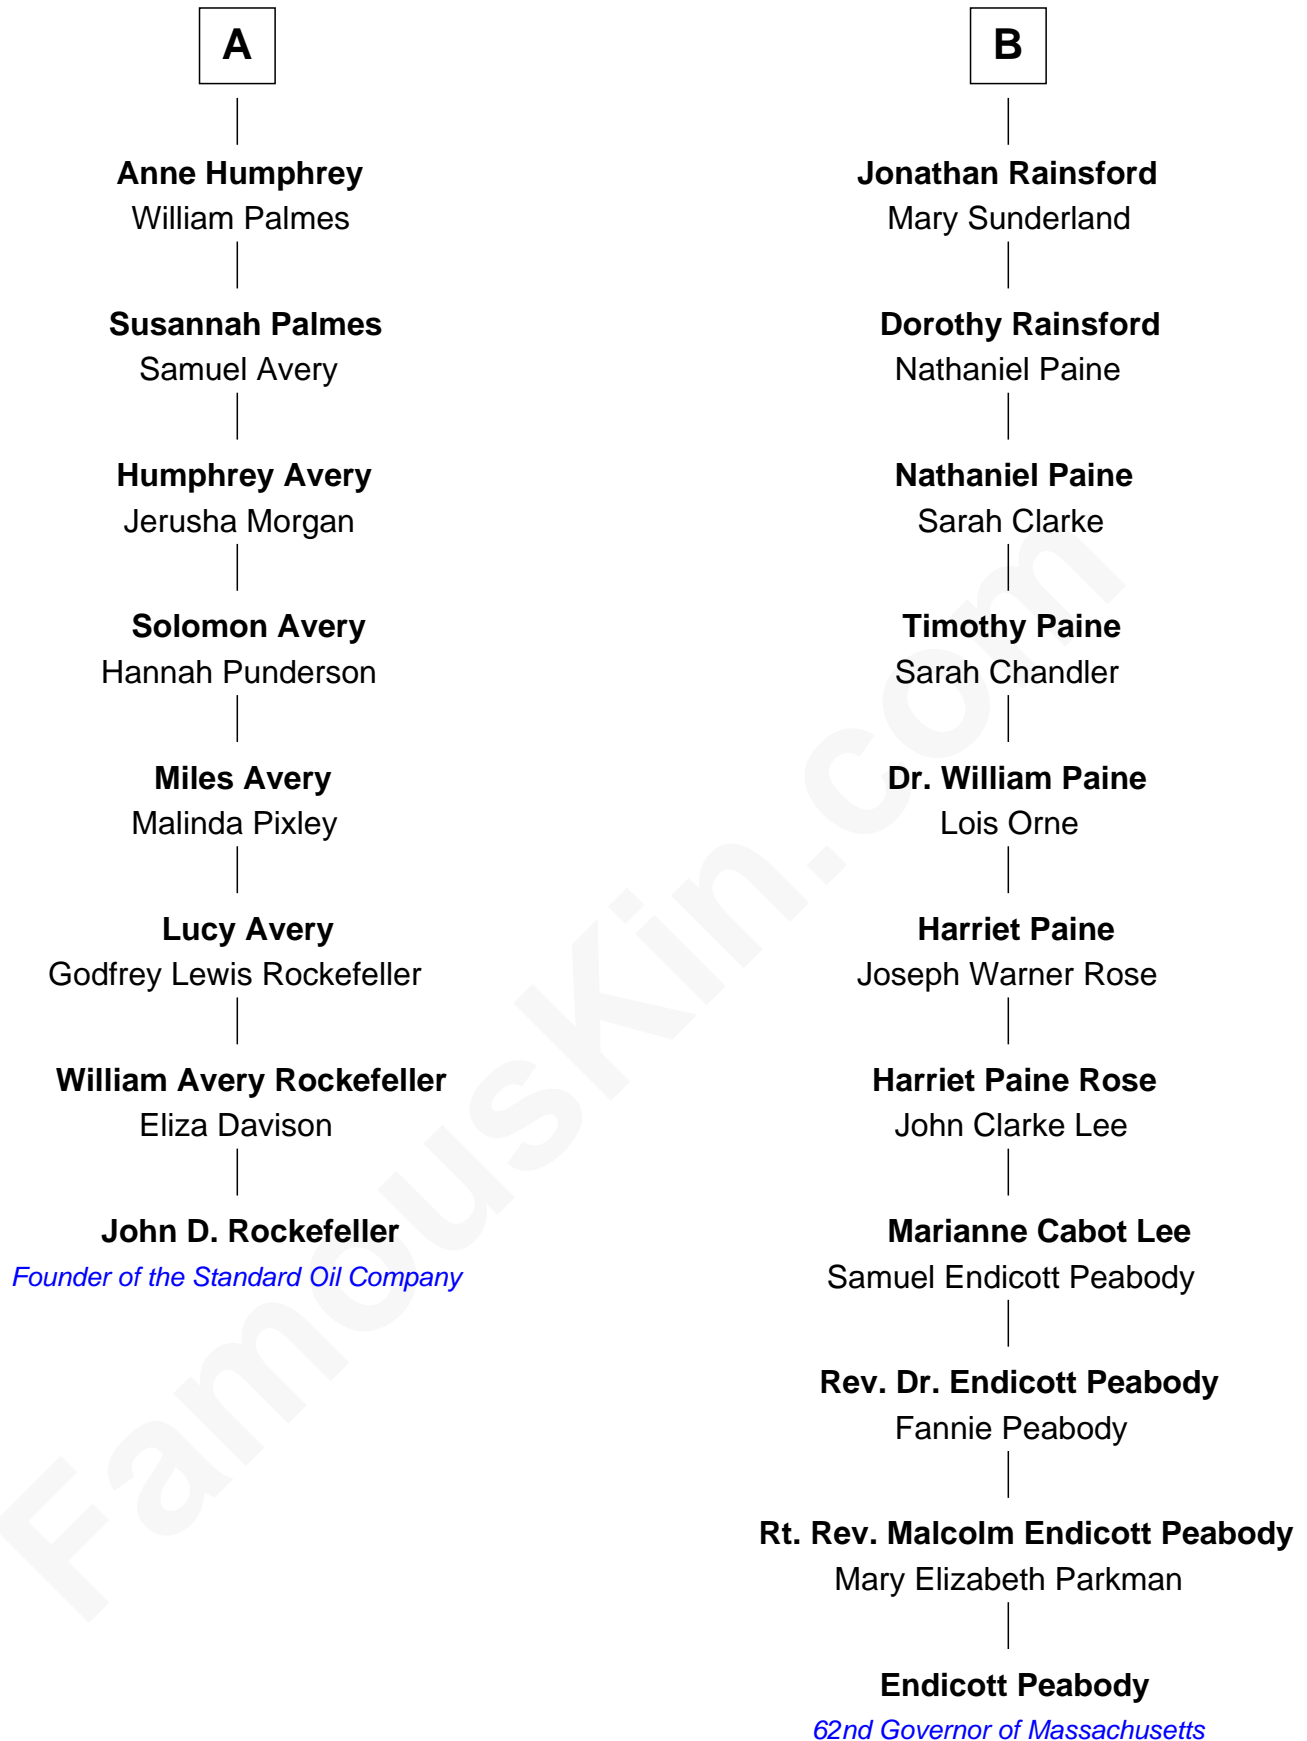 A
Anne Humphrey
William Palmes
Susannah Palmes
Samuel Avery
Humphrey Avery
Jerusha Morgan
Solomon Avery
Hannah Punderson
Miles Avery
Malinda Pixley
Lucy Avery
Godfrey Lewis Rockefeller
William Avery Rockefeller
Eliza Davison
John D. Rockefeller
Founder of the Standard Oil Company
B
Jonathan Rainsford
Mary Sunderland
Dorothy Rainsford
Nathaniel Paine
Nathaniel Paine
Sarah Clarke
Timothy Paine
Sarah Chandler
Dr. William Paine
Lois Orne
Harriet Paine
Joseph Warner Rose
Harriet Paine Rose
John Clarke Lee
Marianne Cabot Lee
Samuel Endicott Peabody
Rev. Dr. Endicott Peabody
Fannie Peabody
Rt. Rev. Malcolm Endicott Peabody
Mary Elizabeth Parkman
Endicott Peabody
62nd Governor of Massachusetts
FamousKin.com